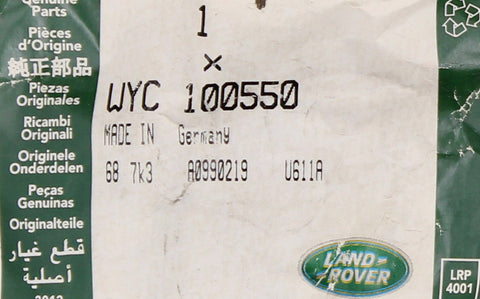 Genuine
Parts
Pièces
d'Origine
純正部品
Piezas
Originales
Ricambi
Originali
Originele
Onderdelen
Peças
Genuinas
Originalteile
قطع غيار
أصلية
1
x
WYC 100550
MADE IN Germany
68 7k3 A0990219 U611A
LAND-
ROVER
LRP
4001